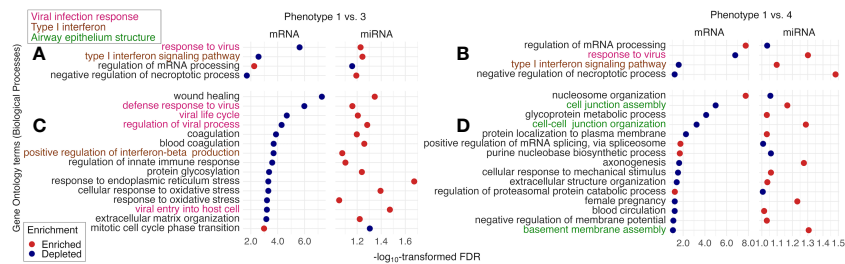 Viral infection response
Type I interferon
Airway epithelium structure
Phenotype 1 vs. 3
mRNA
miRNA
A
response to virus
type I interferon signaling pathway
regulation of mRNA processing
negative regulation of necroptotic process
C
wound healing
defense response to virus
viral life cycle
regulation of viral process
coagulation
blood coagulation
positive regulation of interferon-beta production
regulation of innate immune response
protein glycosylation
response to endoplasmic reticulum stress
cellular response to oxidative stress
response to oxidative stress
viral entry into host cell
extracellular matrix organization
mitotic cell cycle phase transition
2.0 4.0 6.0
1.0 1.2 1.4 1.6
Gene Ontology terms (Biological Processes)
Enrichment
Enriched
Depleted
-log10-transformed FDR
Phenotype 1 vs. 4
mRNA
miRNA
B
regulation of mRNA processing
response to virus
type I interferon signaling pathway
negative regulation of necroptotic process
D
nucleosome organization
cell junction assembly
glycoprotein metabolic process
cell-cell junction organization
protein localization to plasma membrane
positive regulation of mRNA splicing, via spliceosome
purine nucleobase biosynthetic process
axonogenesis
cellular response to mechanical stimulus
extracellular structure organization
regulation of proteasomal protein catabolic process
female pregnancy
blood circulation
negative regulation of membrane potential
basement membrane assembly
2.0 4.0 6.0 8.0
1.0 1.1 1.2 1.3 1.4 1.5